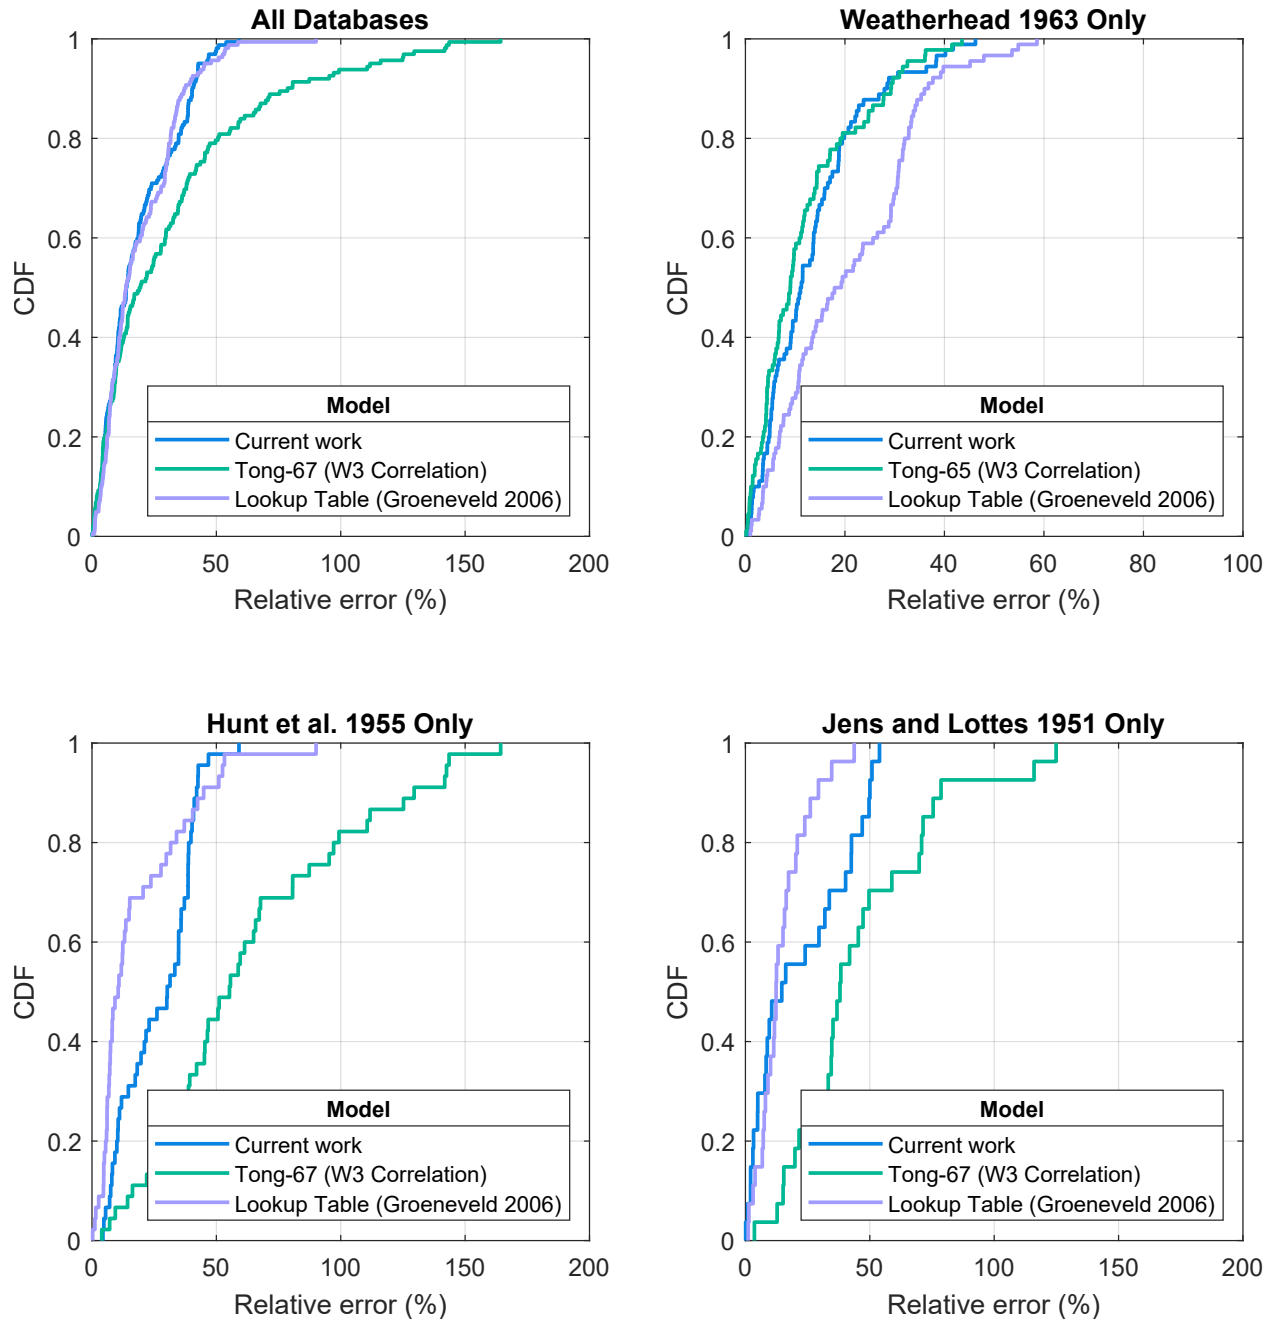 All Databases
1
0.8
0.6
0.4
0.2
0
CDF
Model
Current work
Tong-67 (W3 Correlation)
Lookup Table (Groeneveld 2006)
0 50 100 150 200
Relative error (%)
Weatherhead 1963 Only
1
0.8
0.6
0.4
0.2
0
CDF
Model
Current work
Tong-65 (W3 Correlation)
Lookup Table (Groeneveld 2006)
0 20 40 60 80 100
Relative error (%)
Hunt et al. 1955 Only
1
0.8
0.6
0.4
0.2
0
CDF
Model
Current work
Tong-67 (W3 Correlation)
Lookup Table (Groeneveld 2006)
0 50 100 150 200
Relative error (%)
Jens and Lottes 1951 Only
1
0.8
0.6
0.4
0.2
0
CDF
Model
Current work
Tong-67 (W3 Correlation)
Lookup Table (Groeneveld 2006)
0 50 100 150 200
Relative error (%)